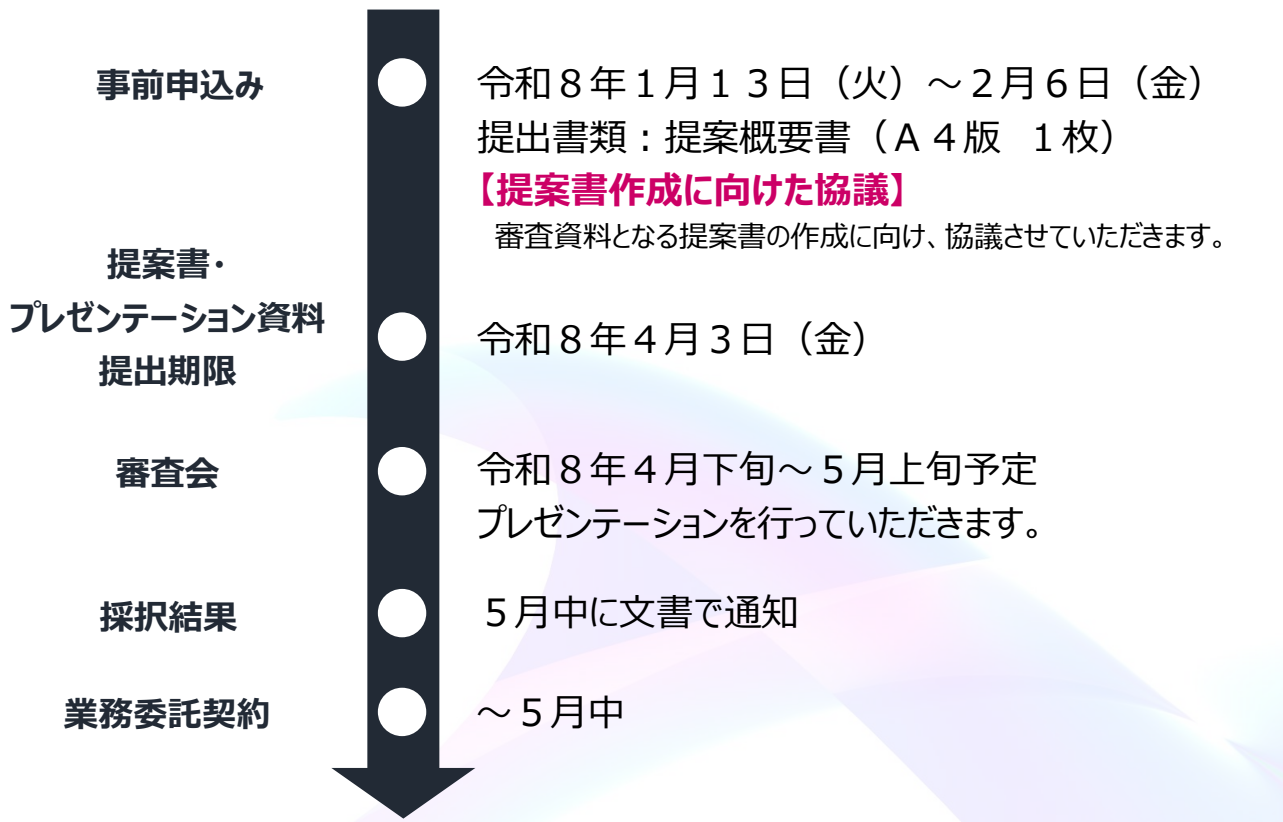 事前申込み
令和８年１月１３日（火）～２月６日（金）
提出書類：提案概要書（Ａ４版　１枚）
【提案書作成に向けた協議】
審査資料となる提案書の作成に向け、協議させていただきます。
提案書・
プレゼンテーション資料
提出期限
令和８年４月３日（金）
審査会
令和８年４月下旬～５月上旬予定
プレゼンテーションを行っていただきます。
採択結果
５月中に文書で通知
業務委託契約
～５月中